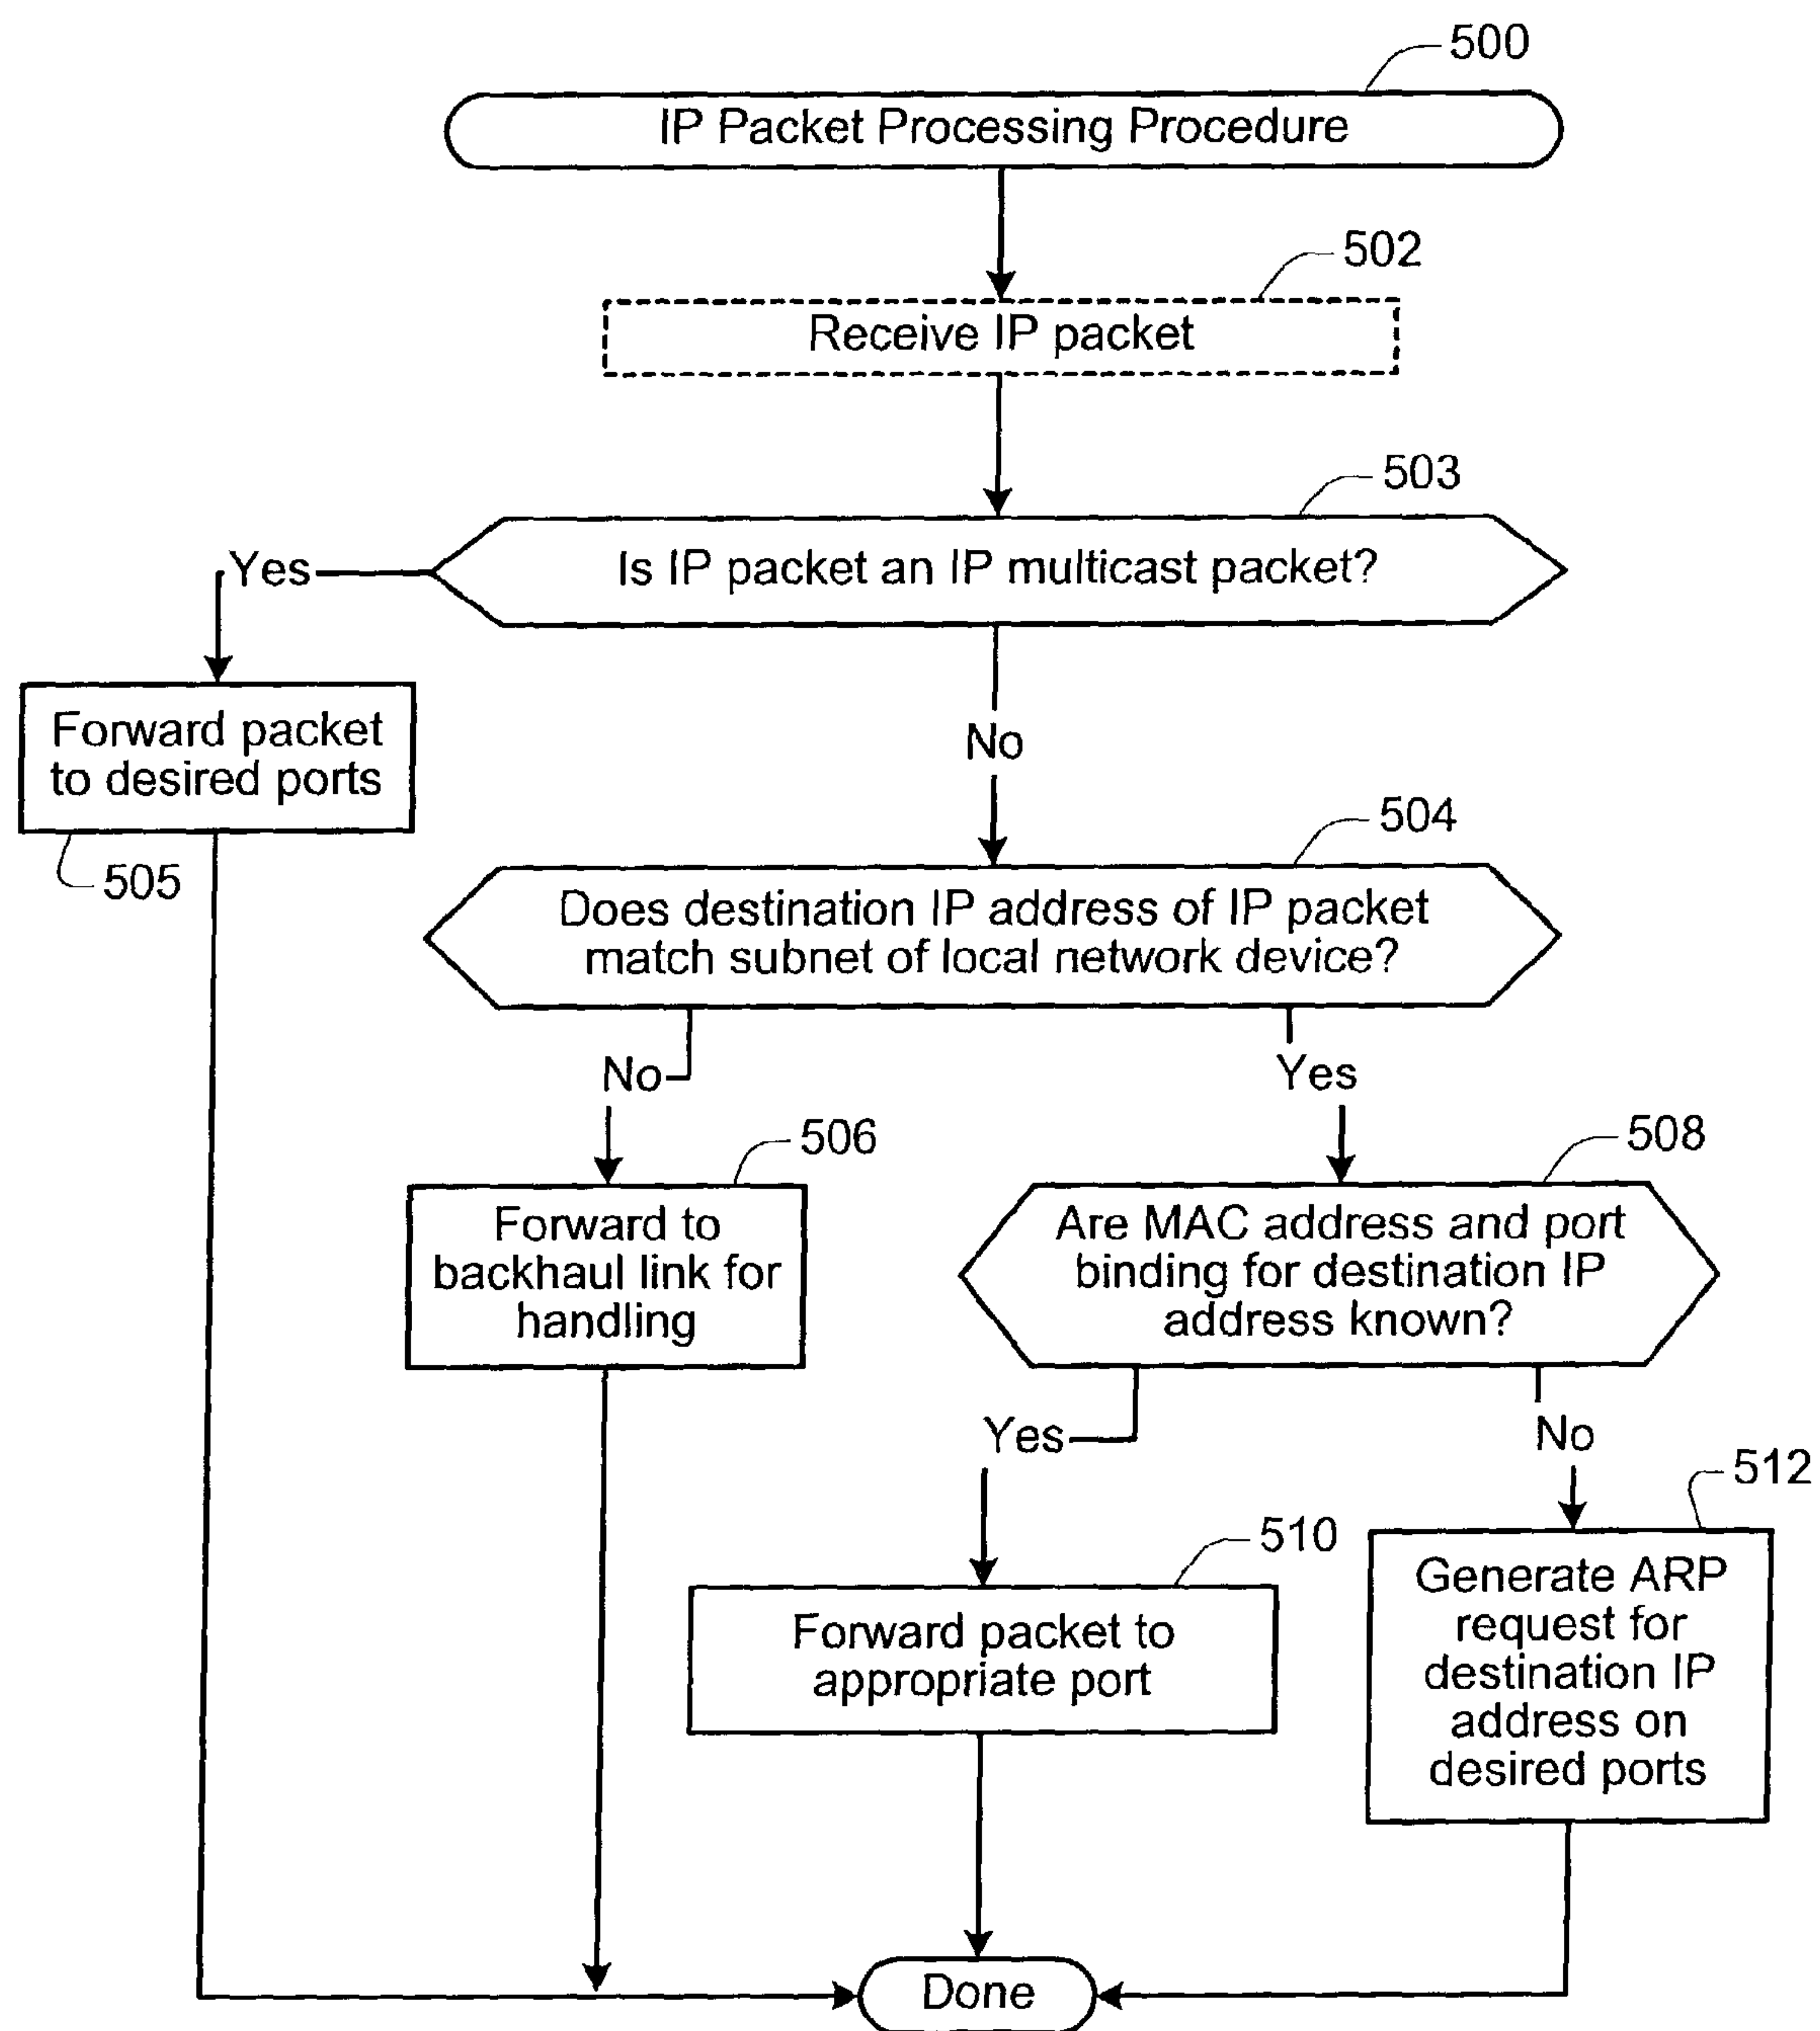 500
IP Packet Processing Procedure
502
Receive IP packet
503
Is IP packet an IP multicast packet?
Yes
Forward packet
to desired ports
505
No
504
Does destination IP address of IP packet
match subnet of local network device?
No
Yes
506
Forward to
backhaul link for
handling
508
Are MAC address and port
binding for destination IP
address known?
Yes
No
510
Forward packet to
appropriate port
512
Generate ARP
request for
destination IP
address on
desired ports
Done